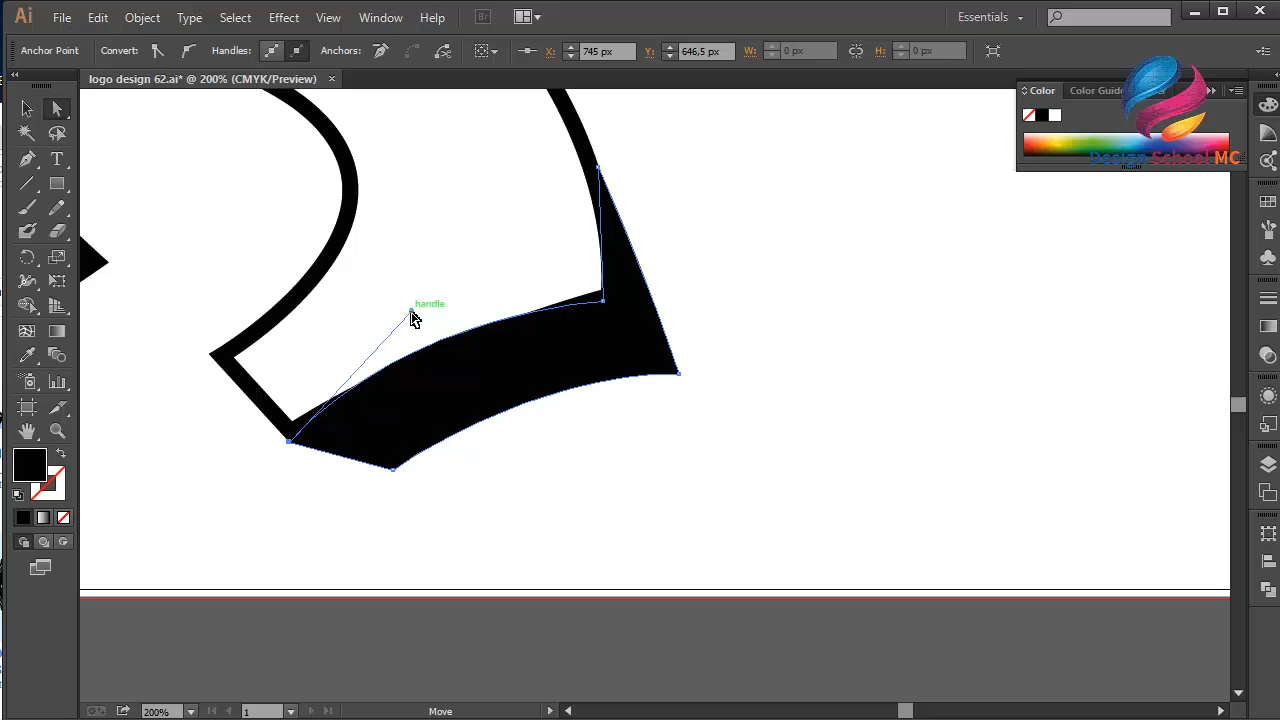 Ai File Edit Object Type Select Effect View Window Help Br Essentials
Anchor Point Convert: Handles: Anchors: X: 745 px Y: 646,5 px W: 0 px H: 0 px
logo design 62.ai* @ 200% (CMYK/Preview)
Color Color Guide
Design School MC
handle
200% 1 Move